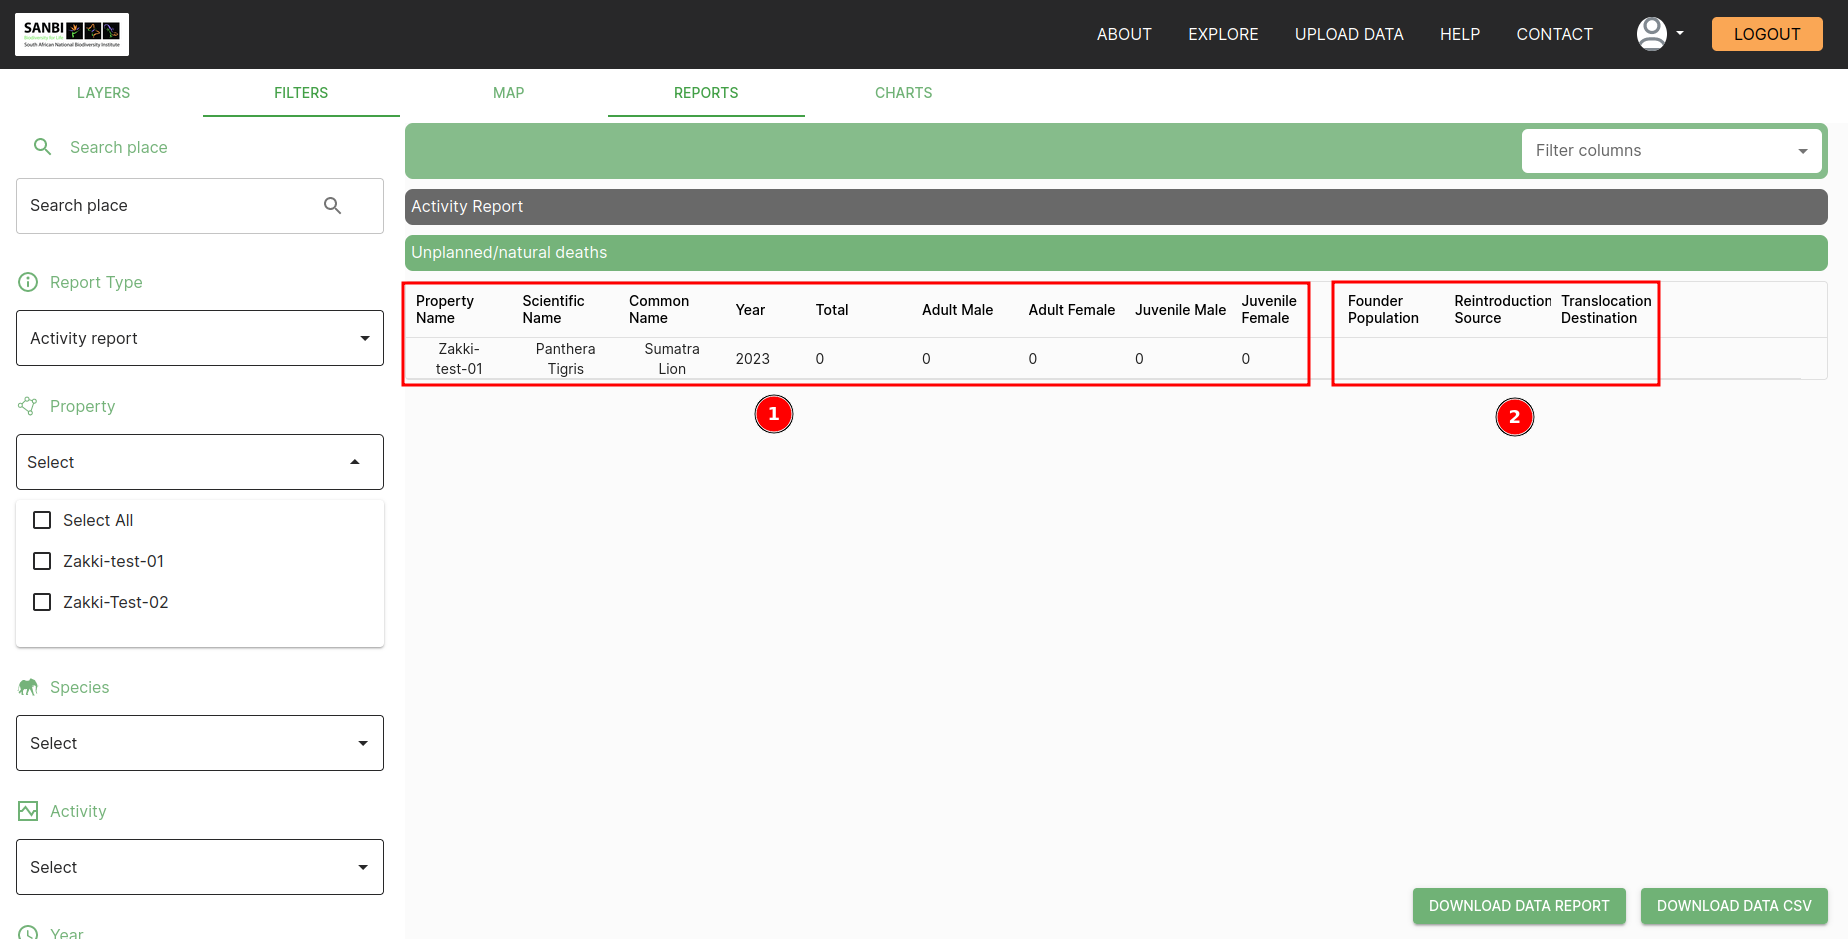 SANBI
Biodiversity for Life
South African National Biodiversity Institute
ABOUT
EXPLORE
UPLOAD DATA
HELP
CONTACT
LOGOUT
LAYERS
FILTERS
MAP
REPORTS
CHARTS
Search place
Search place
Report Type
Activity report
Property
Select
Select All
Zakki-test-01
Zakki-Test-02
Species
Select
Activity
Select
Year
Filter columns
Activity Report
Unplanned/natural deaths
Property
Name
Scientific
Name
Common
Name
Year
Total
Adult Male
Adult Female
Juvenile Male
Juvenile
Female
Founder
Population
Reintroduction
Source
Translocation
Destination
Zakki-
test-01
Panthera
Tigris
Sumatra
Lion
2023
0
0
0
0
0
1
2
DOWNLOAD DATA REPORT
DOWNLOAD DATA CSV